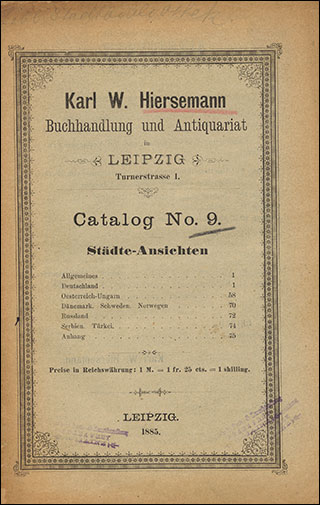 Karl W. Hiersemann
Buchhandlung und Antiquariat
in
LEIPZIG
Turnerstrasse 1.
Catalog No. 9.
Städte-Ansichten
Allgemeines . . . . . . . . . . 1
Deutschland . . . . . . . . . . 1
Oesterreich-Ungarn . . . . . . . . . . 58
Dänemark. Schweden. Norwegen . . . . . . . . . . 70
Russland . . . . . . . . . . 72
Serbien. Türkei. . . . . . . . . . . 74
Anhang . . . . . . . . . . 75
Preise in Reichswährung: 1 M. = 1 fr. 25 cts. = 1 shilling.
LEIPZIG.
1885.